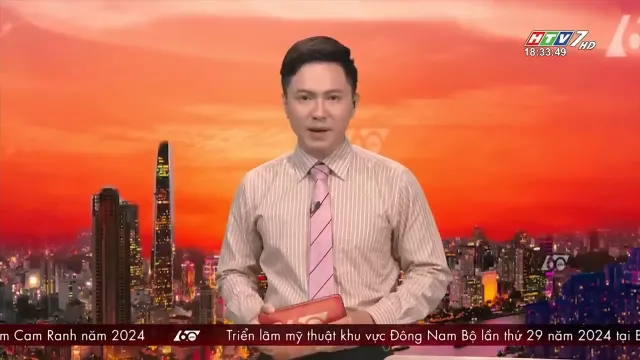 HTV7 HD
18:33:49
m Cam Ranh năm 2024 60 Triển lãm mỹ thuật khu vực Đông Nam Bộ lần thứ 29 năm 2024 tại B